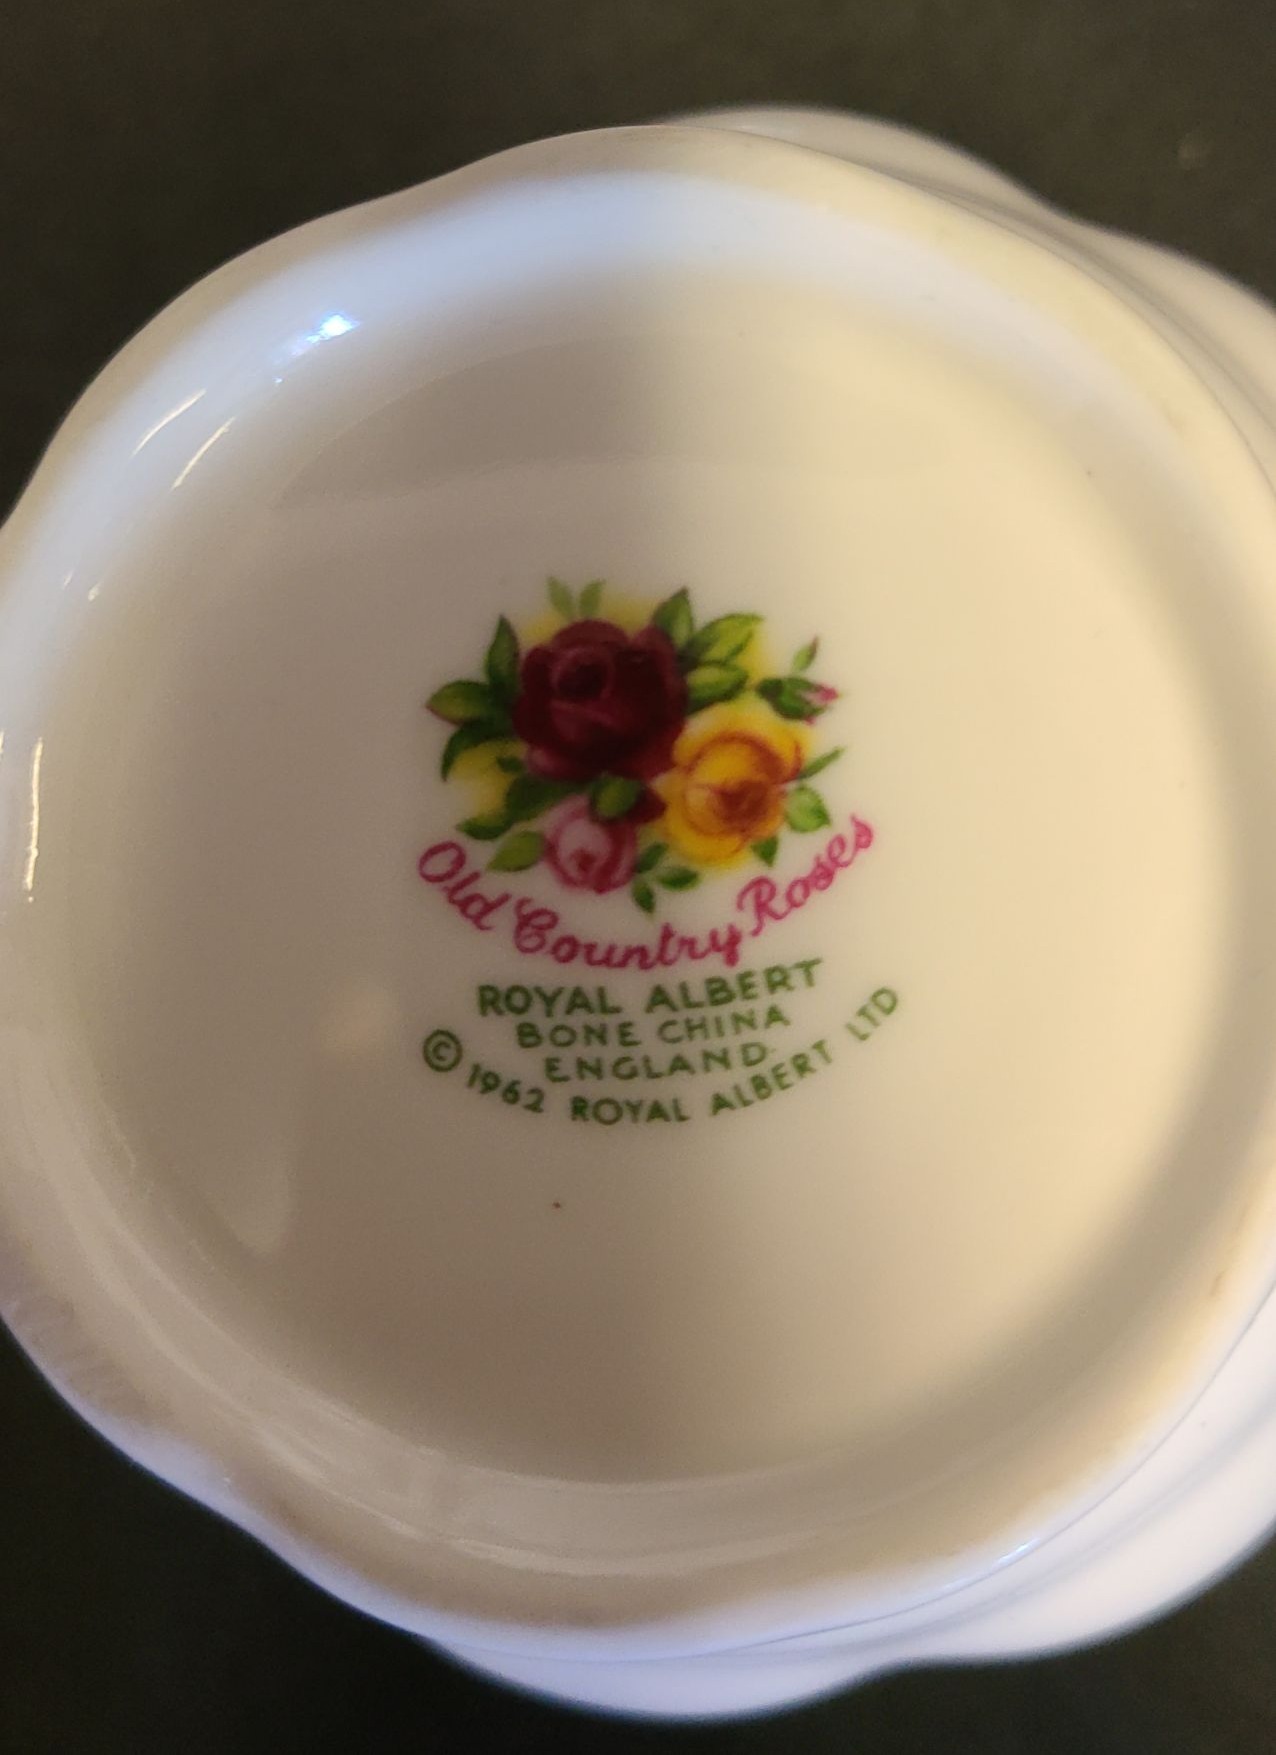 Old Country Roses
ROYAL ALBERT
BONE CHINA
ENGLAND
© 1962 ROYAL ALBERT LTD